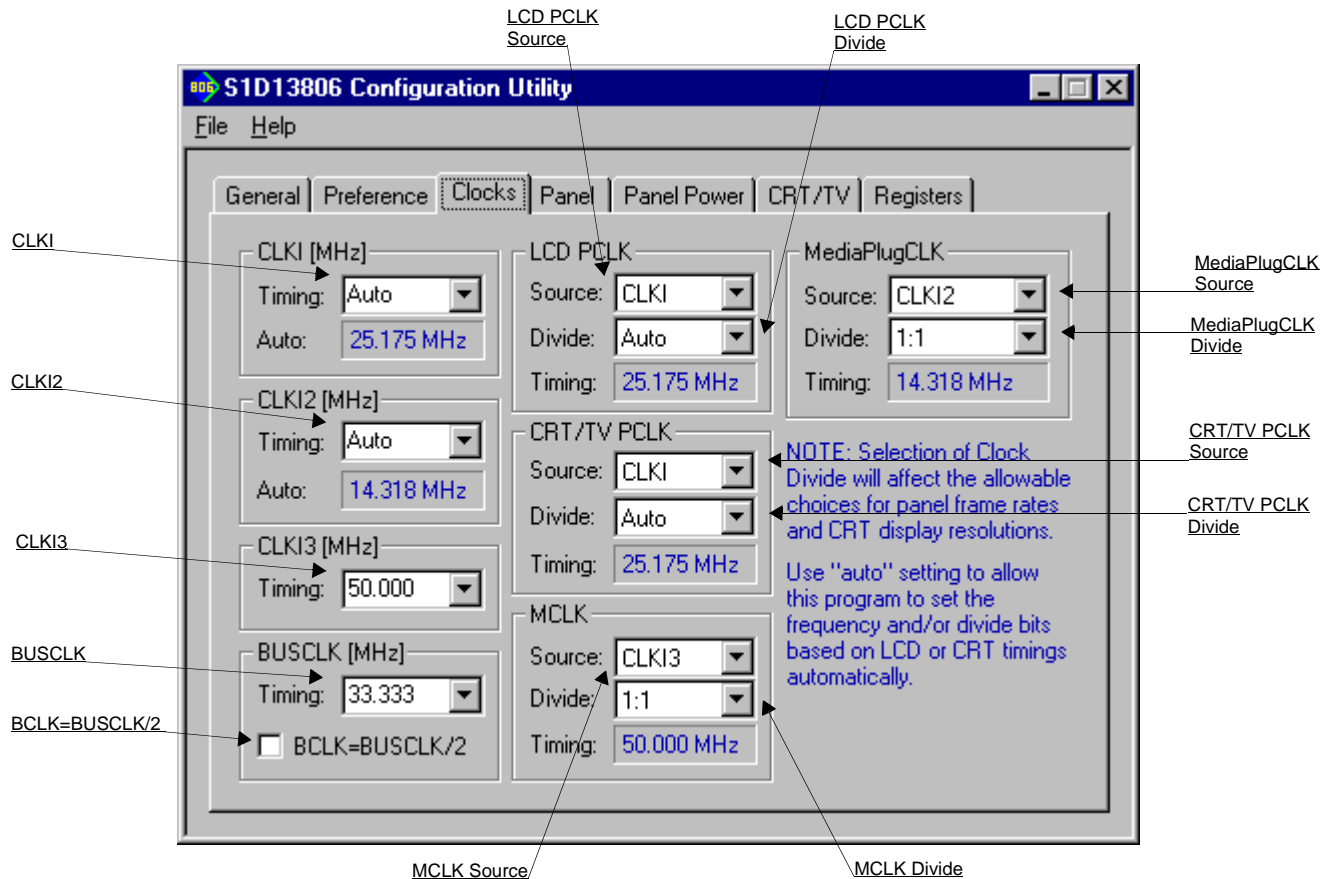 LCD PCLK
Source
LCD PCLK
Divide
806 S1D13806 Configuration Utility
File Help
General Preference Clocks Panel Panel Power CRT/TV Registers
CLKI
CLKI [MHz]
Timing: Auto
Auto: 25.175 MHz
CLKI2
CLKI2 [MHz]
Timing: Auto
Auto: 14.318 MHz
CLKI3
CLKI3 [MHz]
Timing: 50.000
BUSCLK
BUSCLK [MHz]
Timing: 33.333
BCLK=BUSCLK/2
BCLK=BUSCLK/2
LCD PCLK
Source: CLKI
Divide: Auto
Timing: 25.175 MHz
CRT/TV PCLK
Source: CLKI
Divide: Auto
Timing: 25.175 MHz
MCLK
Source: CLKI3
Divide: 1:1
Timing: 50.000 MHz
MediaPlugCLK
Source: CLKI2
Divide: 1:1
Timing: 14.318 MHz
NOTE: Selection of Clock
Divide will affect the allowable
choices for panel frame rates
and CRT display resolutions.
Use "auto" setting to allow
this program to set the
frequency and/or divide bits
based on LCD or CRT timings
automatically.
MediaPlugCLK
Source
MediaPlugCLK
Divide
CRT/TV PCLK
Source
CRT/TV PCLK
Divide
MCLK Source
MCLK Divide